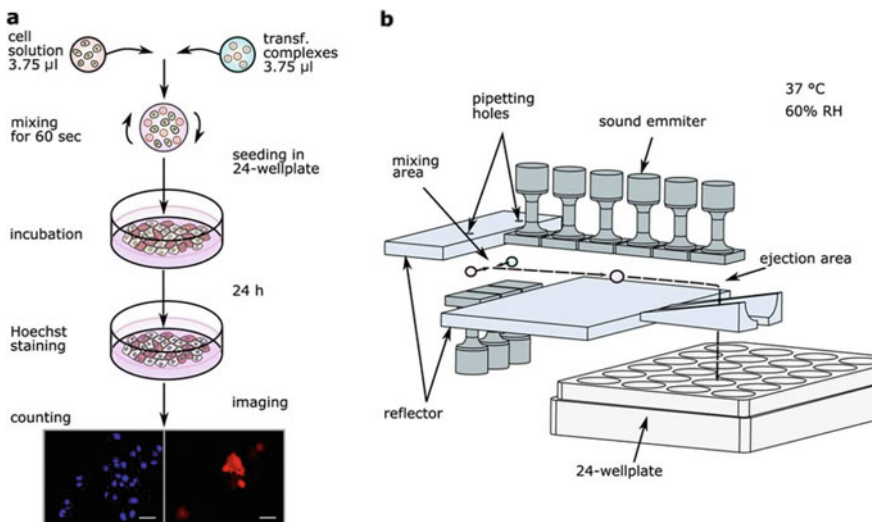 a
cell
solution
3.75 µl
transf.
complexes
3.75 µl
mixing
for 60 sec
seeding in
24-wellplate
incubation
24 h
Hoechst
staining
counting
imaging
b
37 °C
60% RH
pipetting
holes
sound emmiter
mixing
area
ejection area
reflector
24-wellplate